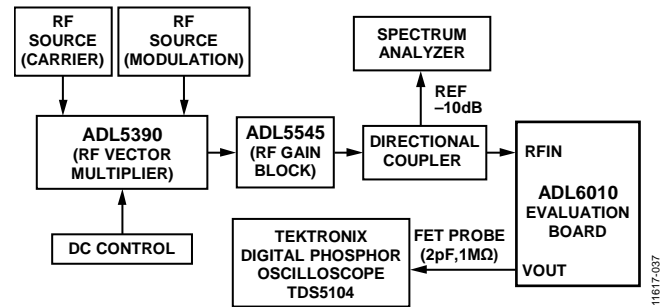 RF
SOURCE
(CARRIER)
RF
SOURCE
(MODULATION)
SPECTRUM
ANALYZER
REF
–10dB
ADL5390
(RF VECTOR
MULTIPLIER)
ADL5545
(RF GAIN
BLOCK)
DIRECTIONAL
COUPLER
RFIN
ADL6010
EVALUATION
BOARD
VOUT
DC CONTROL
TEKTRONIX
DIGITAL PHOSPHOR
OSCILLOSCOPE
TDS5104
FET PROBE
(2pF,1MΩ)
11617-037